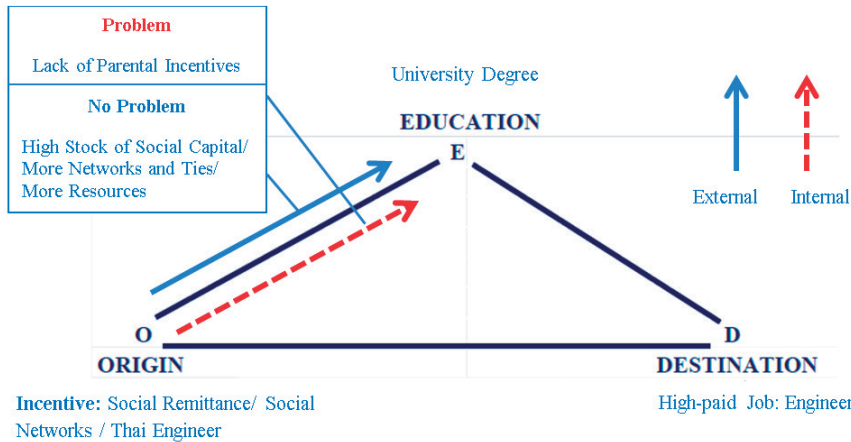 Problem
Lack of Parental Incentives
No Problem
High Stock of Social Capital/
More Networks and Ties/
More Resources
University Degree
EDUCATION
E
External
Internal
O
ORIGIN
D
DESTINATION
Incentive: Social Remittance/ Social
Networks / Thai Engineer
High-paid Job: Engineer